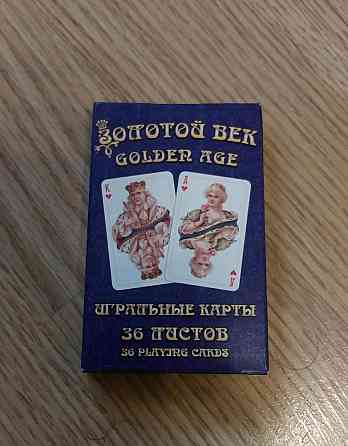 ЗОЛОТОЙ ВЕК
GOLDEN AGE
K
A
A
ИГРАЛЬНЫЕ КАРТЫ
36 ЛИСТОВ
36 PLAYING CARDS